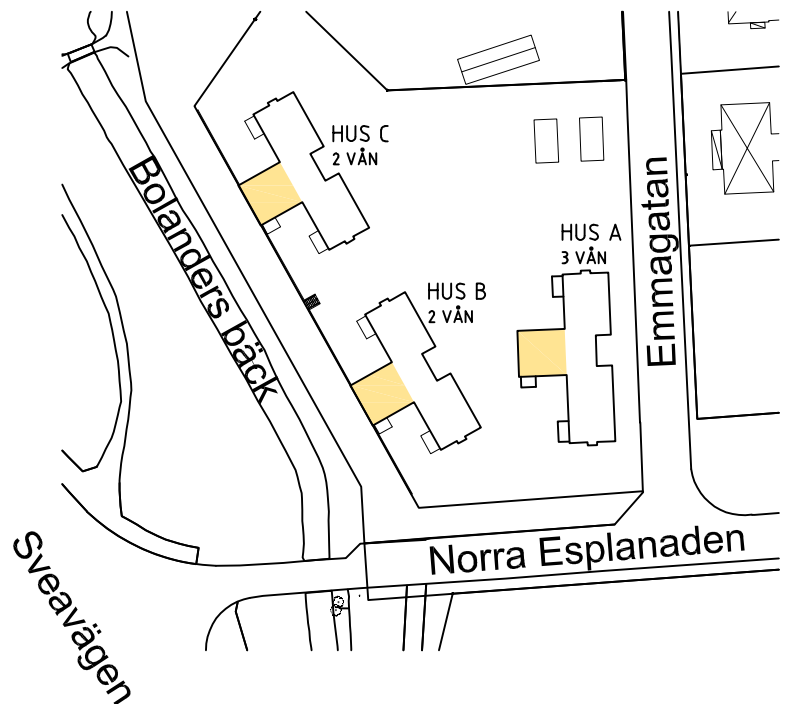 HUS C
2 VÅN
Bolanders bäck
HUS A
3 VÅN
Emmagatan
HUS B
2 VÅN
Norra Esplanaden
Sveavägen